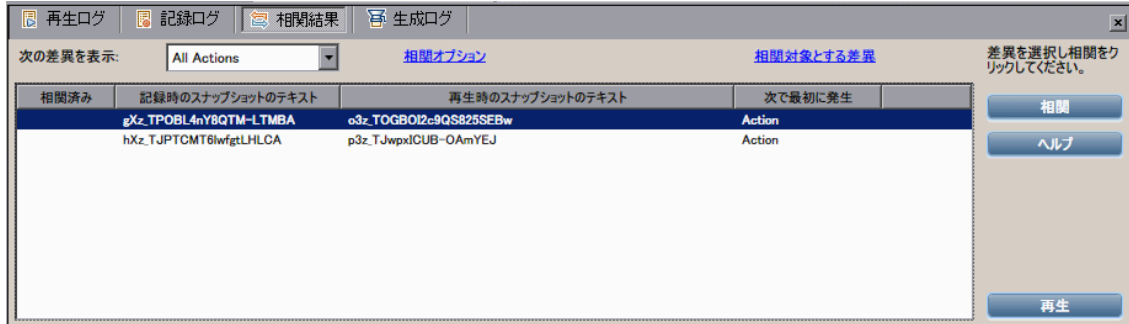 再生ログ 記録ログ 相関結果 生成ログ
次の差異を表示: All Actions 相関オプション 相関対象とする差異 差異を選択し相関をク
リックしてください。
相関済み 記録時のスナップショットのテキスト 再生時のスナップショットのテキスト 次で最初に発生
相関
gXz_TPOBL4nY8QTM-LTMBA o3z_TOGBOI2c9QS825SEBw Action
hXz_TJPTCMT6IwfgtLHLCA p3z_TJwpxICUB-OAmYEJ Action
ヘルプ
再生